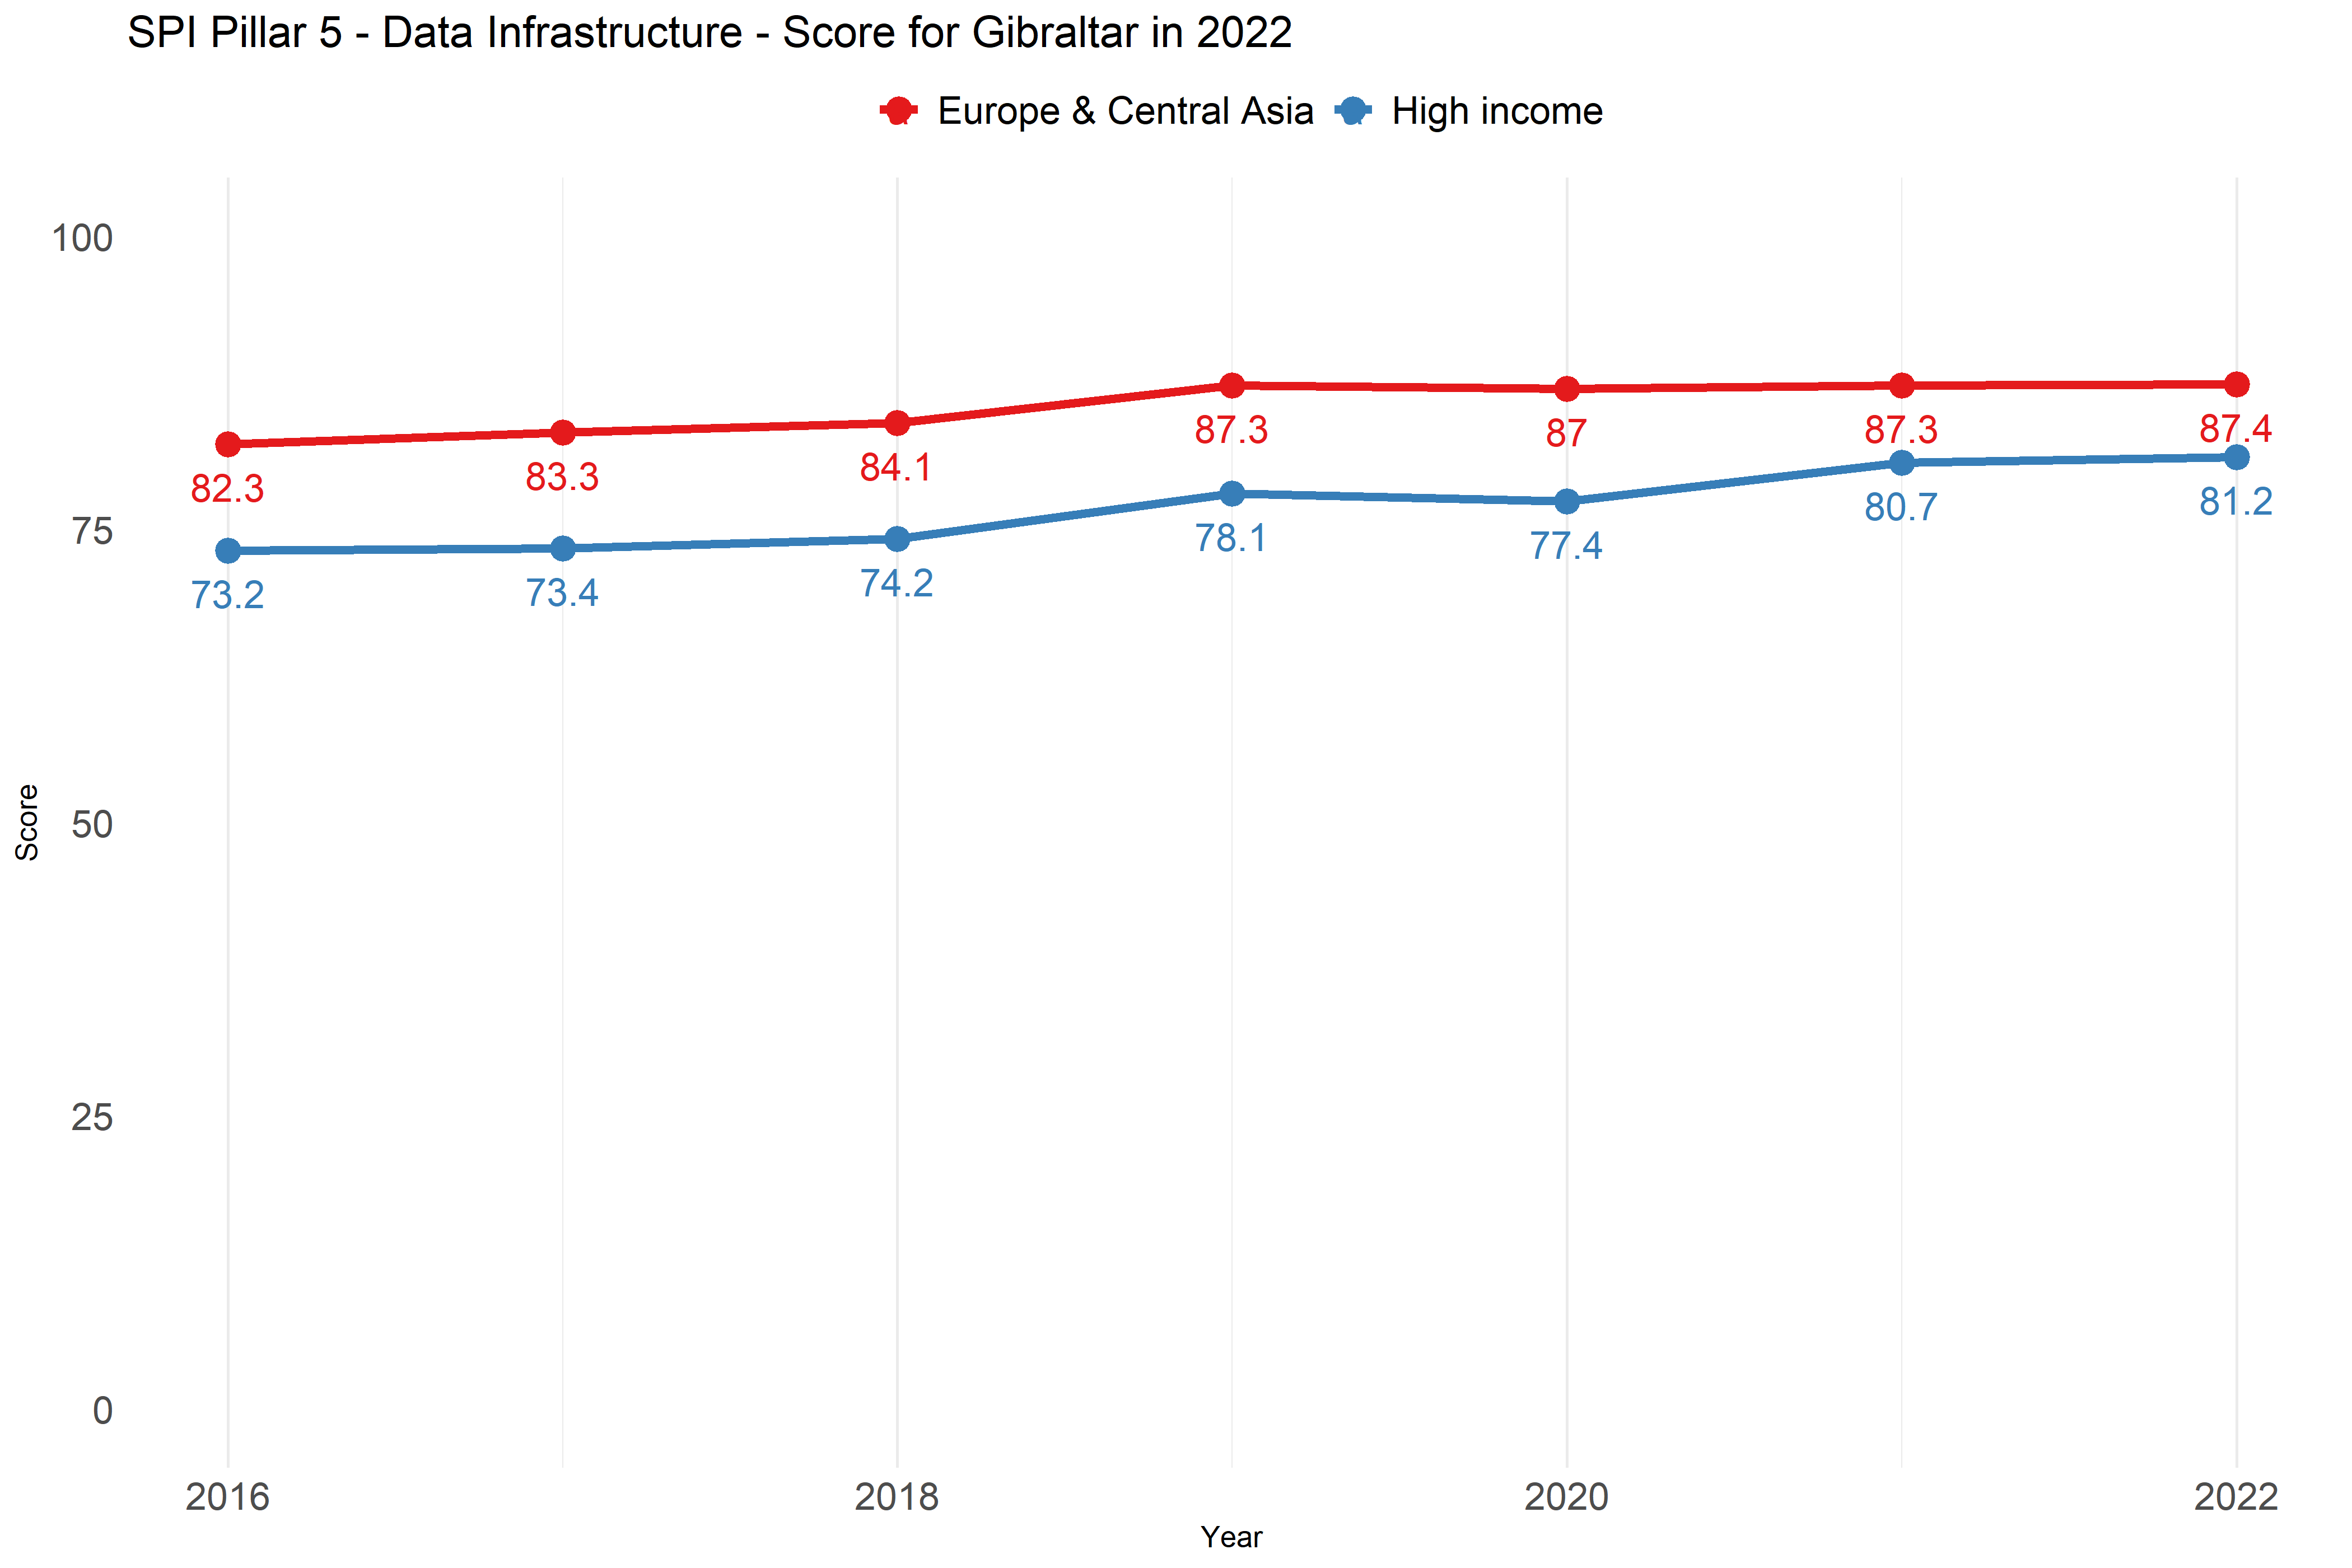 SPI Pillar 5 - Data Infrastructure - Score for Gibraltar in 2022
Europe & Central Asia High income
100
75
50
25
0
Score
82.3 83.3 84.1 87.3 87 87.3 87.4
73.2 73.4 74.2 78.1 77.4 80.7 81.2
2016 2018 2020 2022
Year